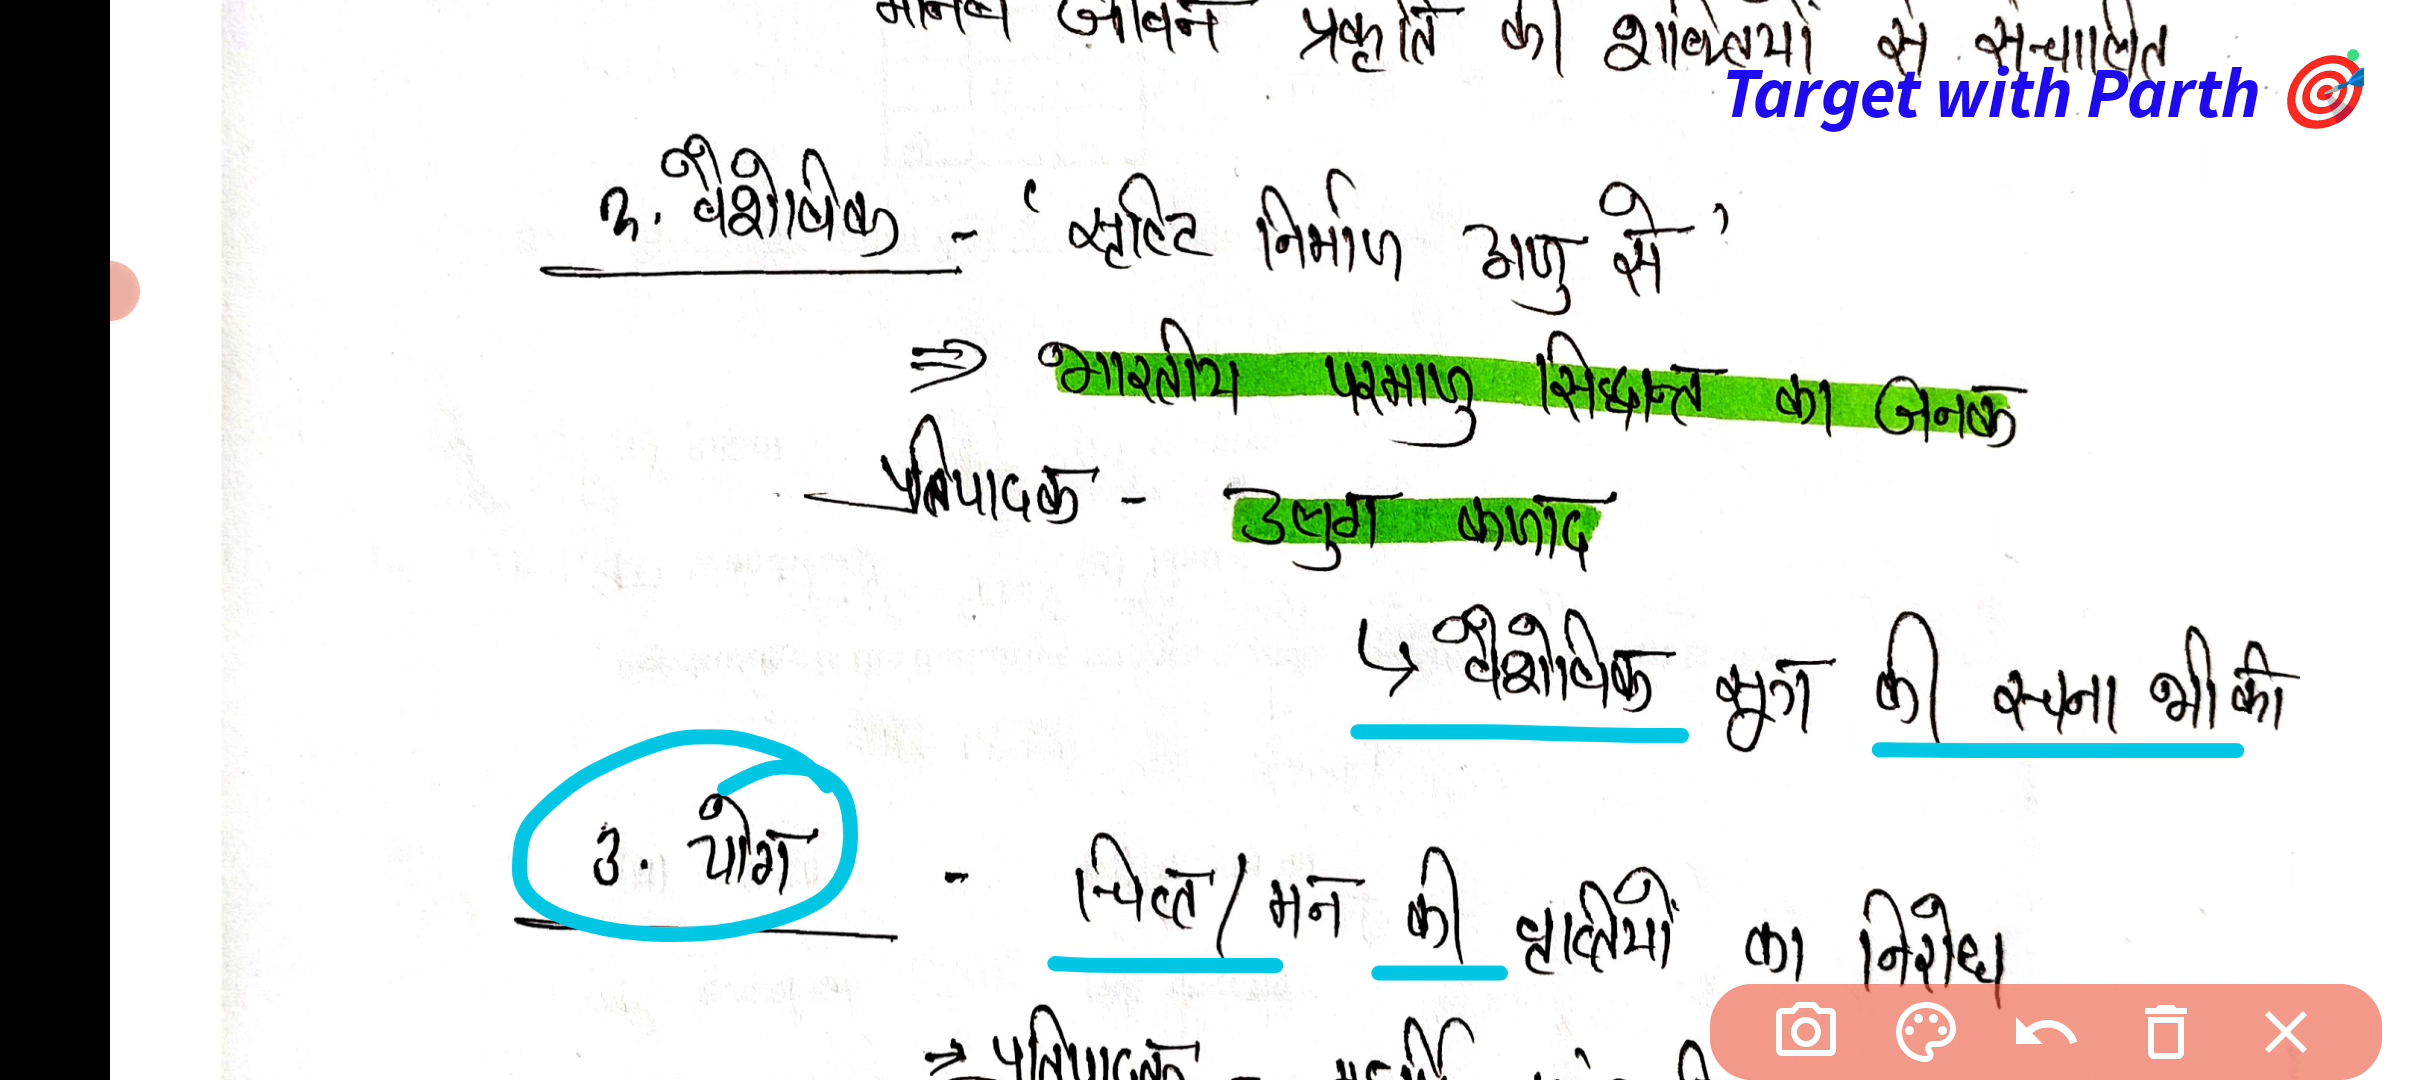 मानव जीवन प्रकृति की शक्तियों से संचालित
Target with Parth
2. वैशेषिक - ‘सृष्टि निर्माण अणु से’
⇒ भारतीय परमाणु सिद्धान्त का जनक
प्रतिपादक - उलुग कणाद
↳ वैशेषिक सुत्र की रचना भी की
3. योग - चित्त/मन की वृत्तियों का निरोध
⇒ प्रतिपादक -